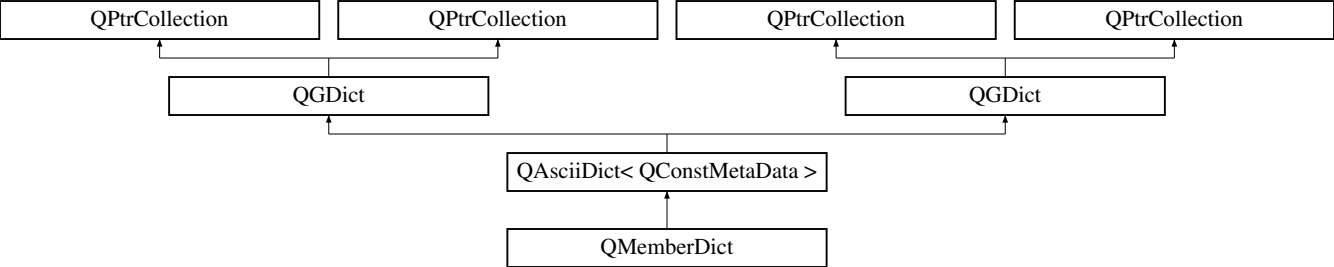 QPtrCollection
QPtrCollection
QPtrCollection
QPtrCollection
QGDict
QGDict
QAsciiDict< QConstMetaData >
QMemberDict